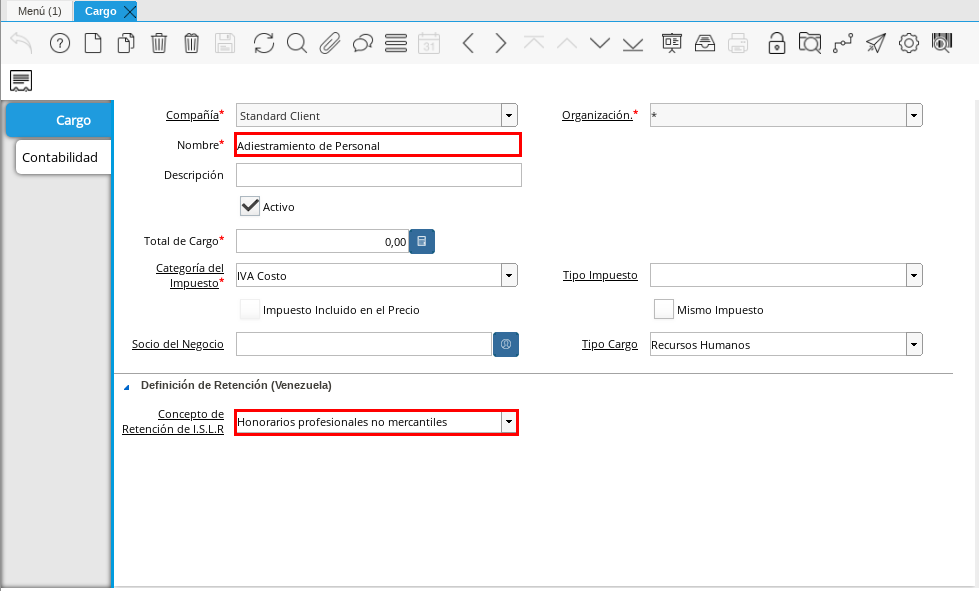 Menú (1)
Cargo
31
Cargo
Contabilidad
Compañía* Standard Client Organización.* *
Nombre* Adiestramiento de Personal
Descripción
Activo
Total de Cargo* 0,00
Categoría del Impuesto* IVA Costo Tipo Impuesto
Impuesto Incluido en el Precio Mismo Impuesto
Socio del Negocio Tipo Cargo Recursos Humanos
Definición de Retención (Venezuela)
Concepto de Retención de I.S.L.R Honorarios profesionales no mercantiles